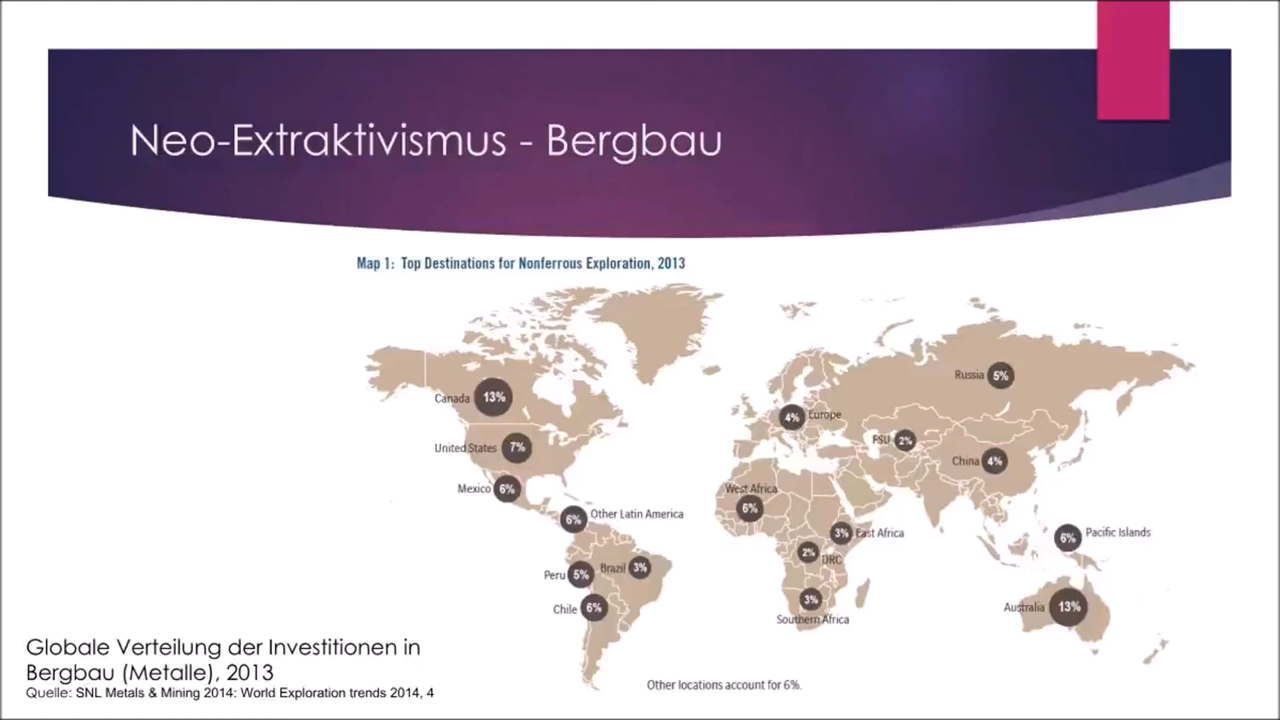 Neo-Extraktivismus - Bergbau
Map 1: Top Destinations for Nonferrous Exploration, 2013
Russia 5%
Canada 13%
4% Europe
FSU 2%
United States 7%
China 4%
Mexico 6%
West Africa
6%
6% Other Latin America
3% East Africa
6% Pacific Islands
2% DRC
Peru 5%
Brazil 3%
3%
Southern Africa
Chile 6%
Australia 13%
Globale Verteilung der Investitionen in
Bergbau (Metalle), 2013
Quelle: SNL Metals & Mining 2014: World Exploration trends 2014, 4
Other locations account for 6%.